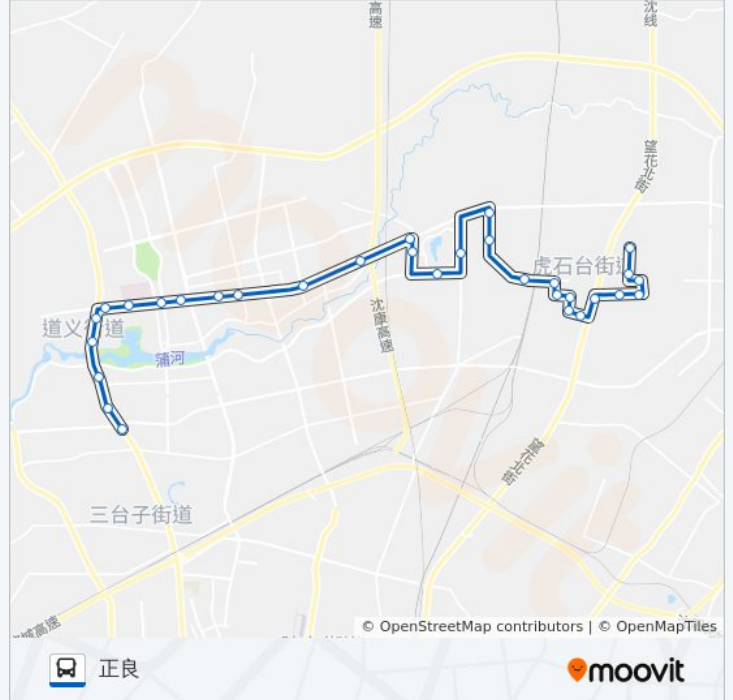 高速
沈线
望花北街
虎石台街道
沈康高速
道义街道
蒲河
望花北街
三台子街道
高速
© OpenStreetMap contributors | © OpenMapTiles
正良
moovit